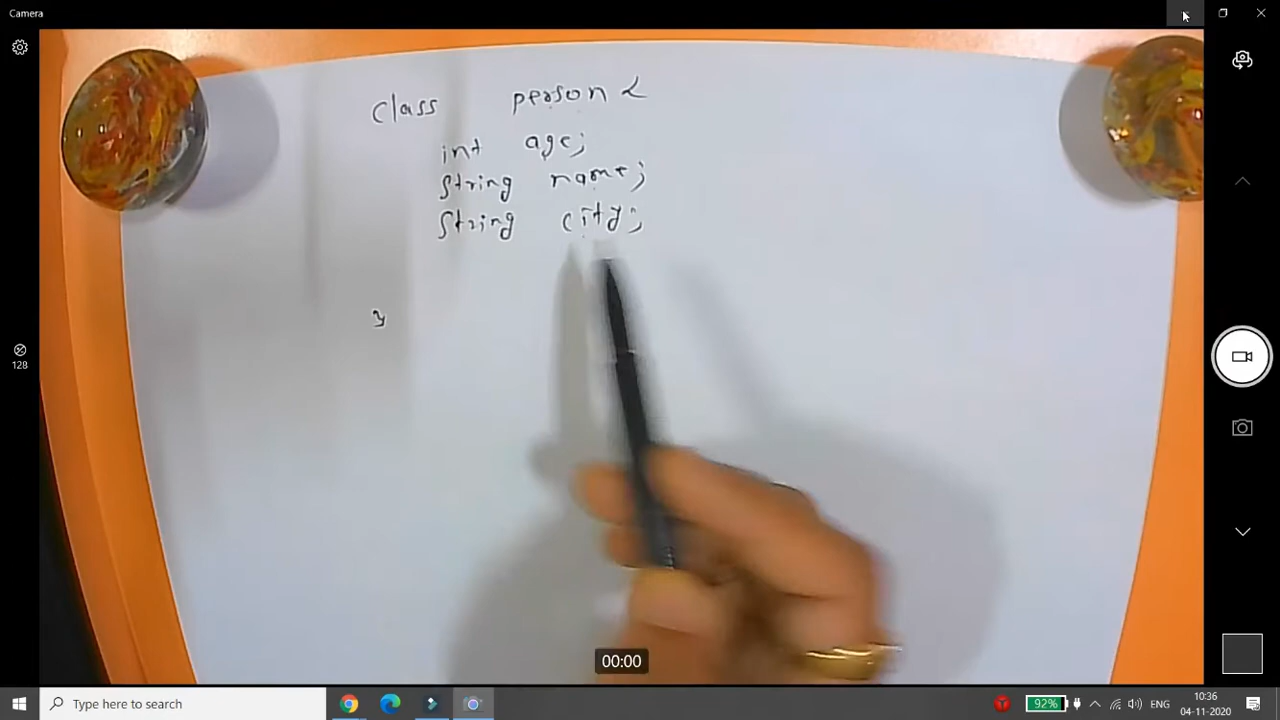 Camera
class person {
int age;
String name;
String city;
}
128
00:00
Type here to search
92%
ENG
10:36
04-11-2020